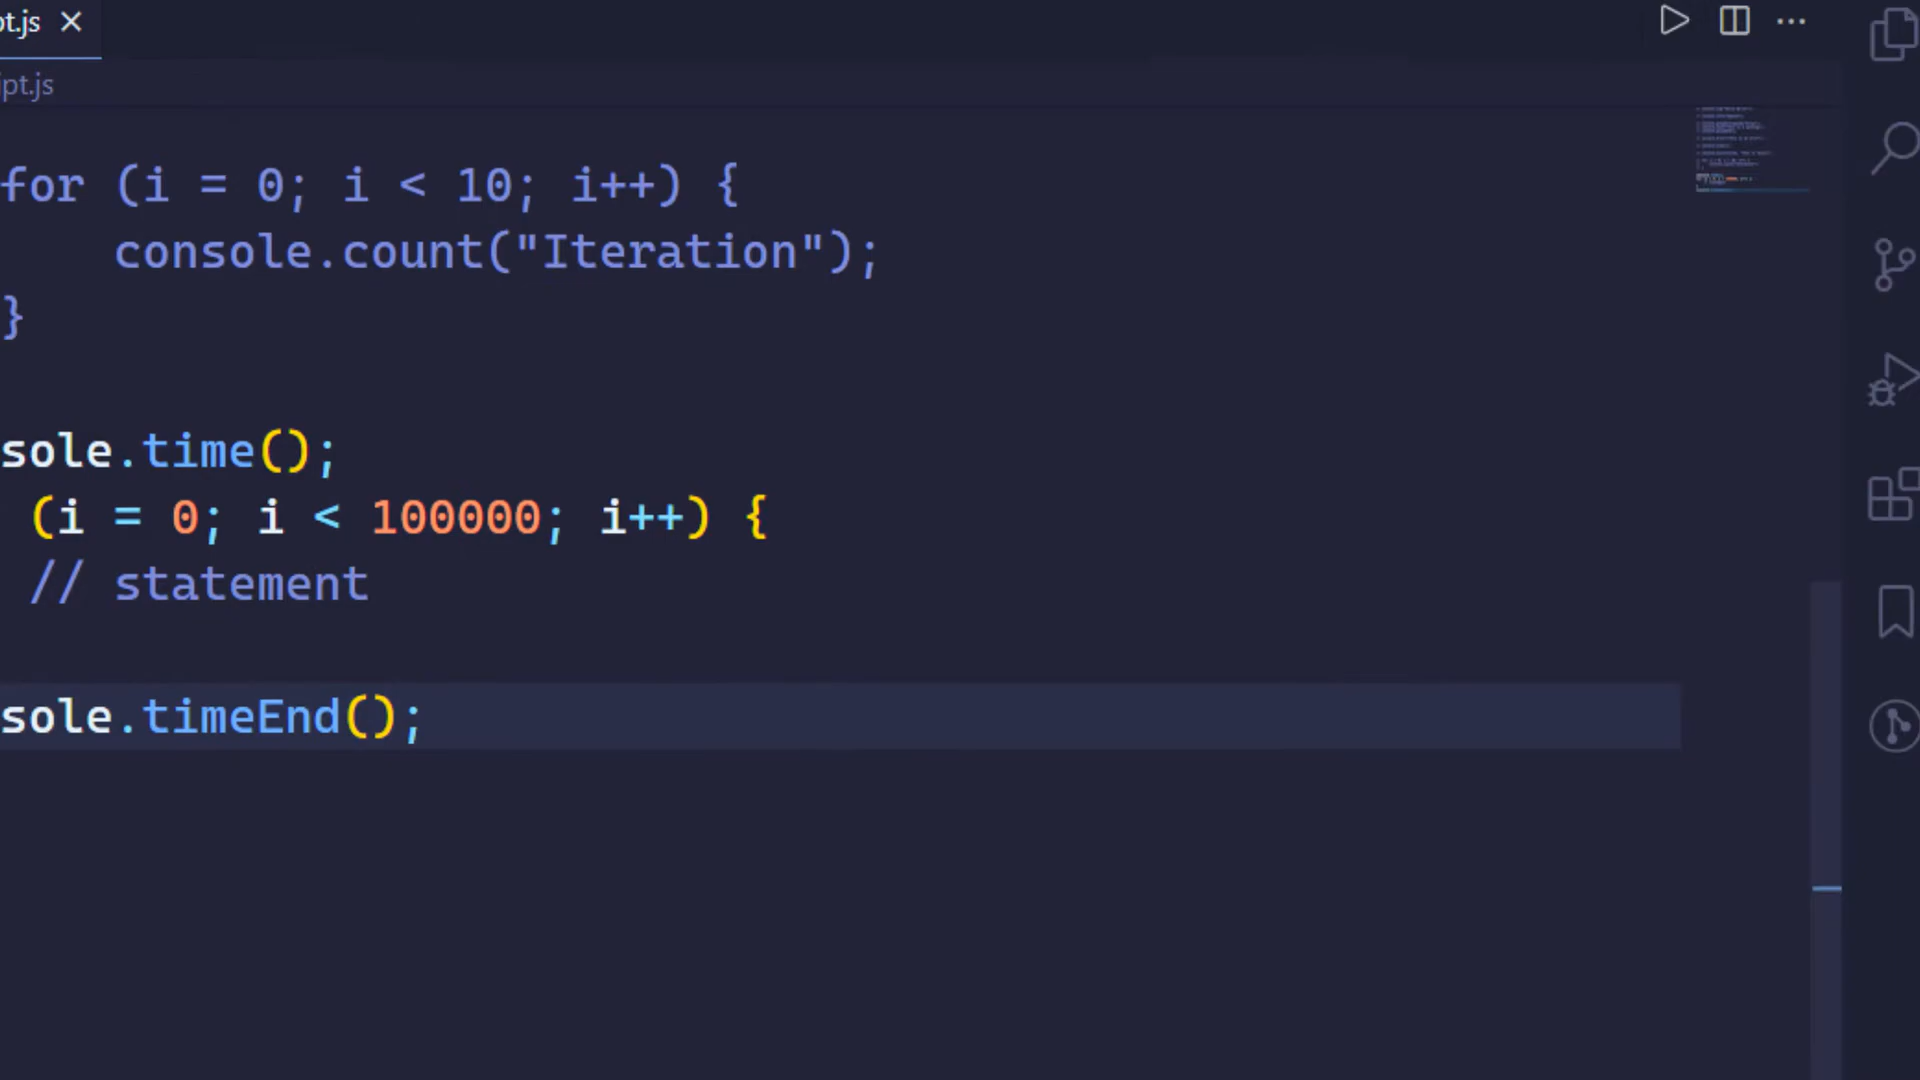 pt.js
ipt.js
for (i = 0; i < 10; i++) {
console.count("Iteration");
}
sole.time();
(i = 0; i < 100000; i++) {
// statement
sole.timeEnd();